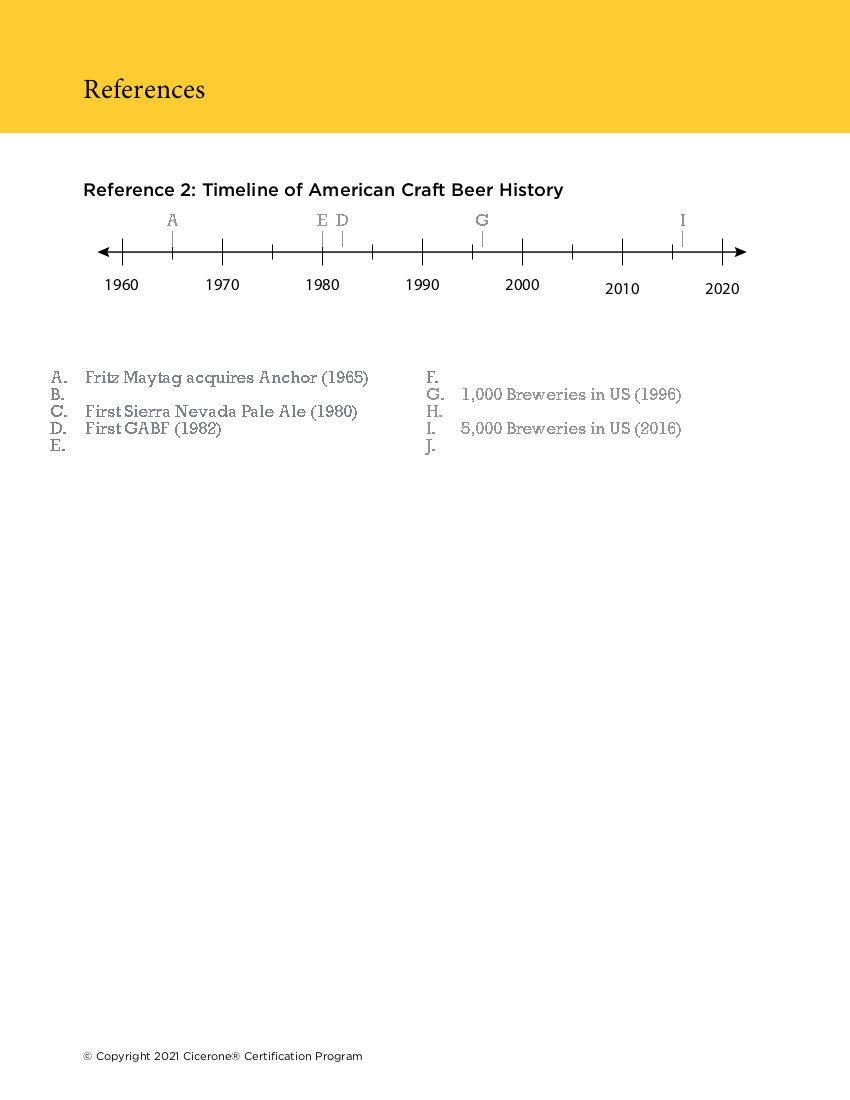 References
Reference 2: Timeline of American Craft Beer History
A E D G I
1960 1970 1980 1990 2000 2010 2020
A. Fritz Maytag acquires Anchor (1965)
B.
C. First Sierra Nevada Pale Ale (1980)
D. First GABF (1982)
E.
F.
G. 1,000 Breweries in US (1996)
H.
I. 5,000 Breweries in US (2016)
J.
© Copyright 2021 Cicerone® Certification Program